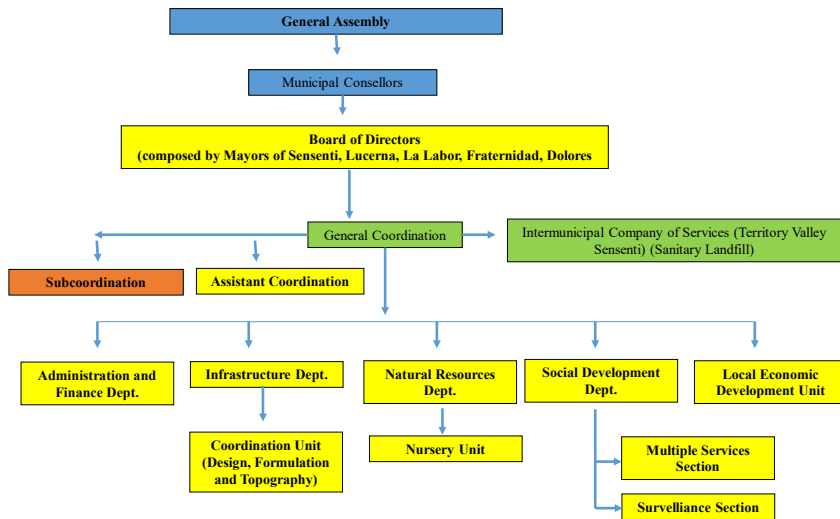 General Assembly
Municipal Consellors
Board of Directors
(composed by Mayors of Sensenti, Lucerna, La Labor, Fraternidad, Dolores
General Coordination
Intermunicipal Company of Services (Territory Valley
Sensenti) (Sanitary Landfill)
Subcoordination
Assistant Coordination
Administration and
Finance Dept.
Infrastructure Dept.
Natural Resources
Dept.
Social Development
Dept.
Local Economic
Development Unit
Coordination Unit
(Design, Formulation
and Topography)
Nursery Unit
Multiple Services
Section
Survelliance Section